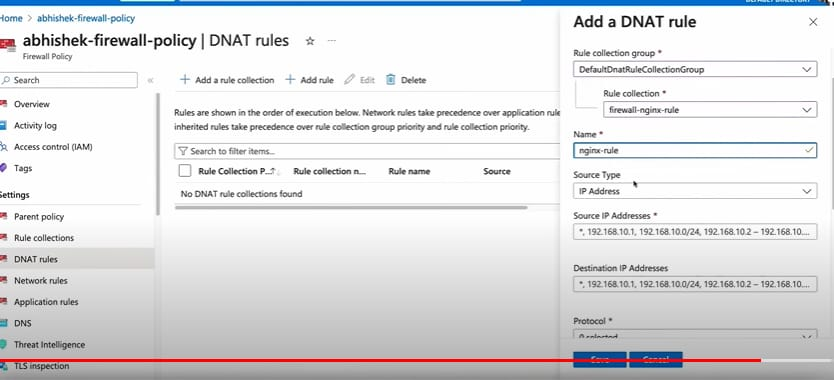 DEFAULT DIRECTORY
Home > abhishek-firewall-policy
abhishek-firewall-policy | DNAT rules
Firewall Policy
Search
Overview
Activity log
Access control (IAM)
Tags
Settings
Parent policy
Rule collections
DNAT rules
Network rules
Application rules
DNS
Threat Intelligence
TLS inspection
Add a rule collection
Add rule
Edit
Delete
Rules are shown in the order of execution below. Network rules take precedence over application rule
inherited rules take precedence over rule collection group priority and rule collection priority.
Search to filter items...
Rule Collection P... Rule collection n... Rule name Source
No DNAT rule collections found
Add a DNAT rule
Rule collection group *
DefaultDnatRuleCollectionGroup
Rule collection *
firewall-nginx-rule
Name *
nginx-rule
Source Type
IP Address
Source IP Addresses *
*, 192.168.10.1, 192.168.10.0/24, 192.168.10.2 – 192.168.10....
Destination IP Addresses
*, 192.168.10.1, 192.168.10.0/24, 192.168.10.2 – 192.168.10....
Protocol *
0 selected
Save Cancel